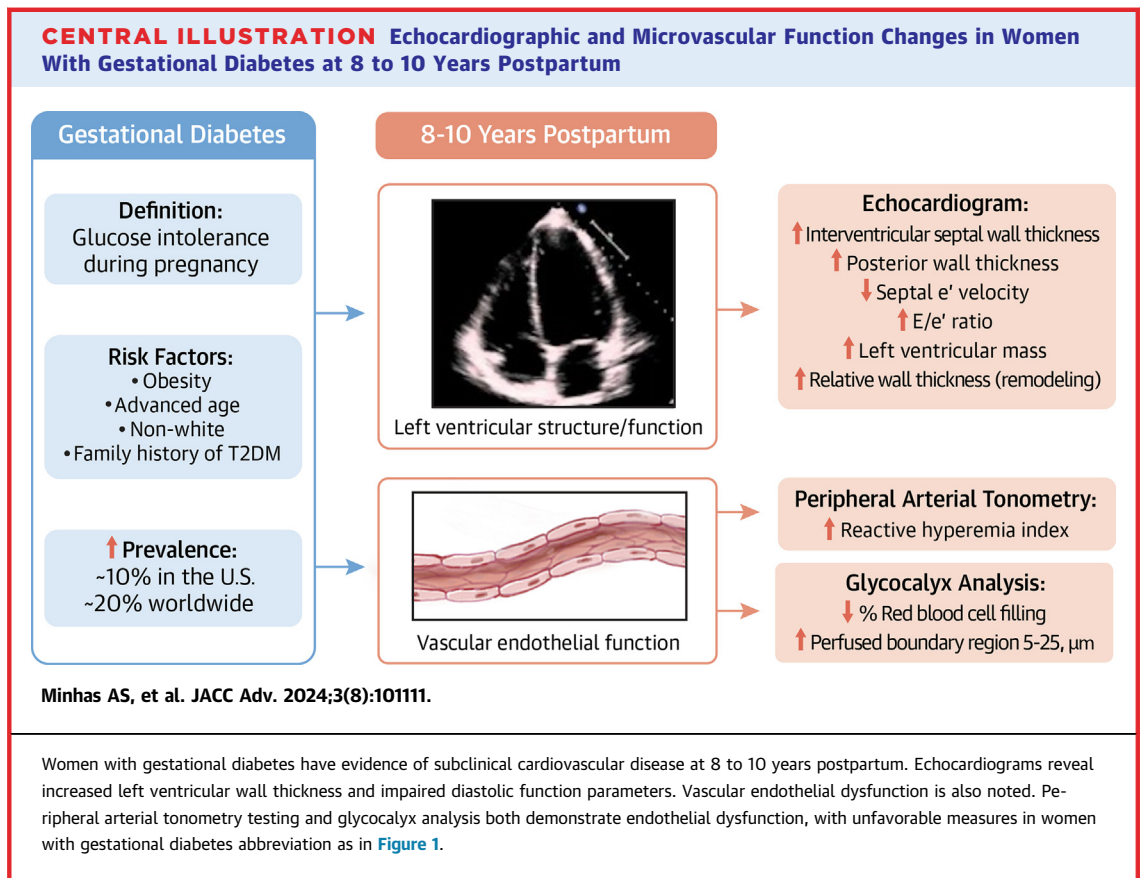 CENTRAL ILLUSTRATION Echocardiographic and Microvascular Function Changes in Women
With Gestational Diabetes at 8 to 10 Years Postpartum
Gestational Diabetes
Definition:
Glucose intolerance
during pregnancy
Risk Factors:
• Obesity
• Advanced age
• Non-white
• Family history of T2DM
↑ Prevalence:
~10% in the U.S.
~20% worldwide
8-10 Years Postpartum
Left ventricular structure/function
Vascular endothelial function
Echocardiogram:
↑ Interventricular septal wall thickness
↑ Posterior wall thickness
↓ Septal e' velocity
↑ E/e' ratio
↑ Left ventricular mass
↑ Relative wall thickness (remodeling)
Peripheral Arterial Tonometry:
↑ Reactive hyperemia index
Glycocalyx Analysis:
↓ % Red blood cell filling
↑ Perfused boundary region 5-25, μm
Minhas AS, et al. JACC Adv. 2024;3(8):101111.
Women with gestational diabetes have evidence of subclinical cardiovascular disease at 8 to 10 years postpartum. Echocardiograms reveal
increased left ventricular wall thickness and impaired diastolic function parameters. Vascular endothelial dysfunction is also noted. Pe-
ripheral arterial tonometry testing and glycocalyx analysis both demonstrate endothelial dysfunction, with unfavorable measures in women
with gestational diabetes abbreviation as in Figure 1.